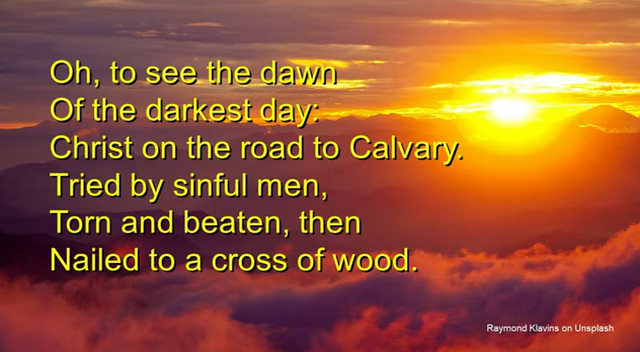 Oh, to see the dawn
Of the darkest day:
Christ on the road to Calvary.
Tried by sinful men,
Torn and beaten, then
Nailed to a cross of wood.
Raymond Klavins on Unsplash